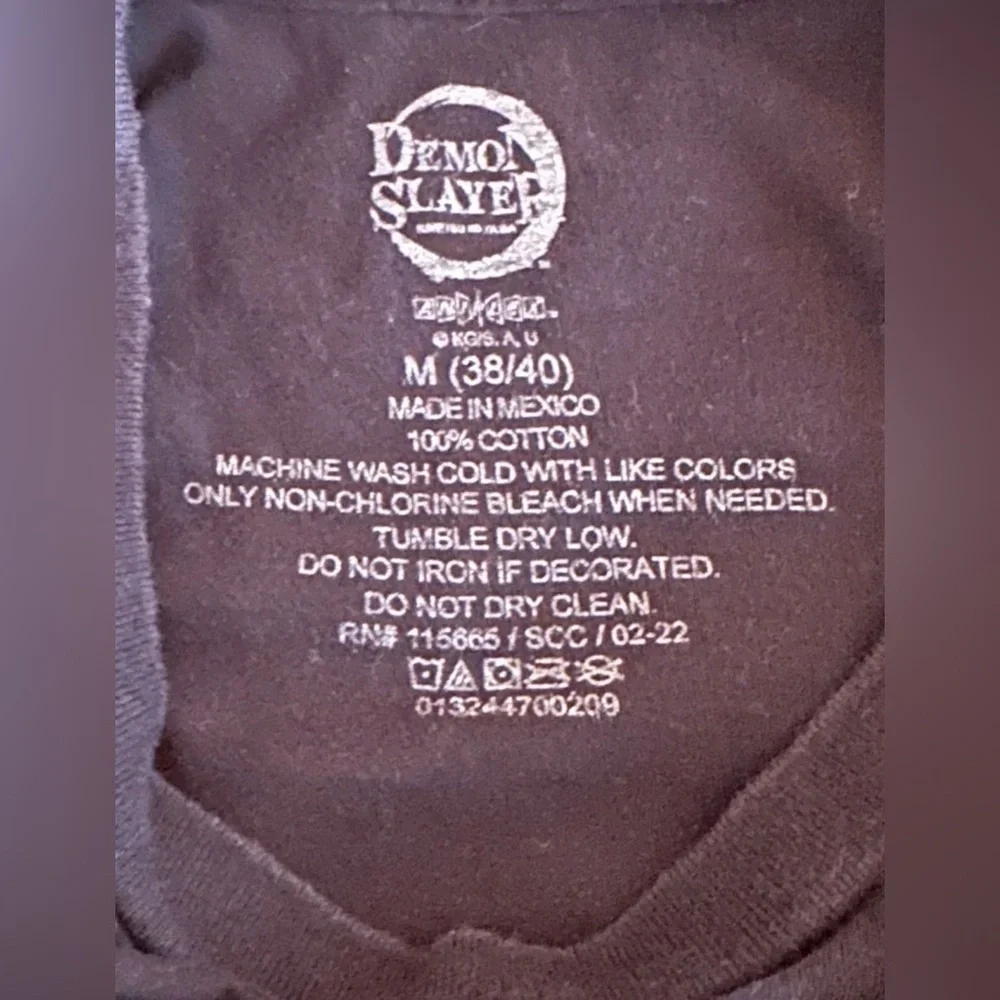 DEMON
SLAYER
M (38/40)
MADE IN MEXICO
100% COTTON
MACHINE WASH COLD WITH LIKE COLORS
ONLY NON-CHLORINE BLEACH WHEN NEEDED.
TUMBLE DRY LOW.
DO NOT IRON IF DECORATED.
DO NOT DRY CLEAN.
RN# 115665 / SCC / 02-22
013244700209